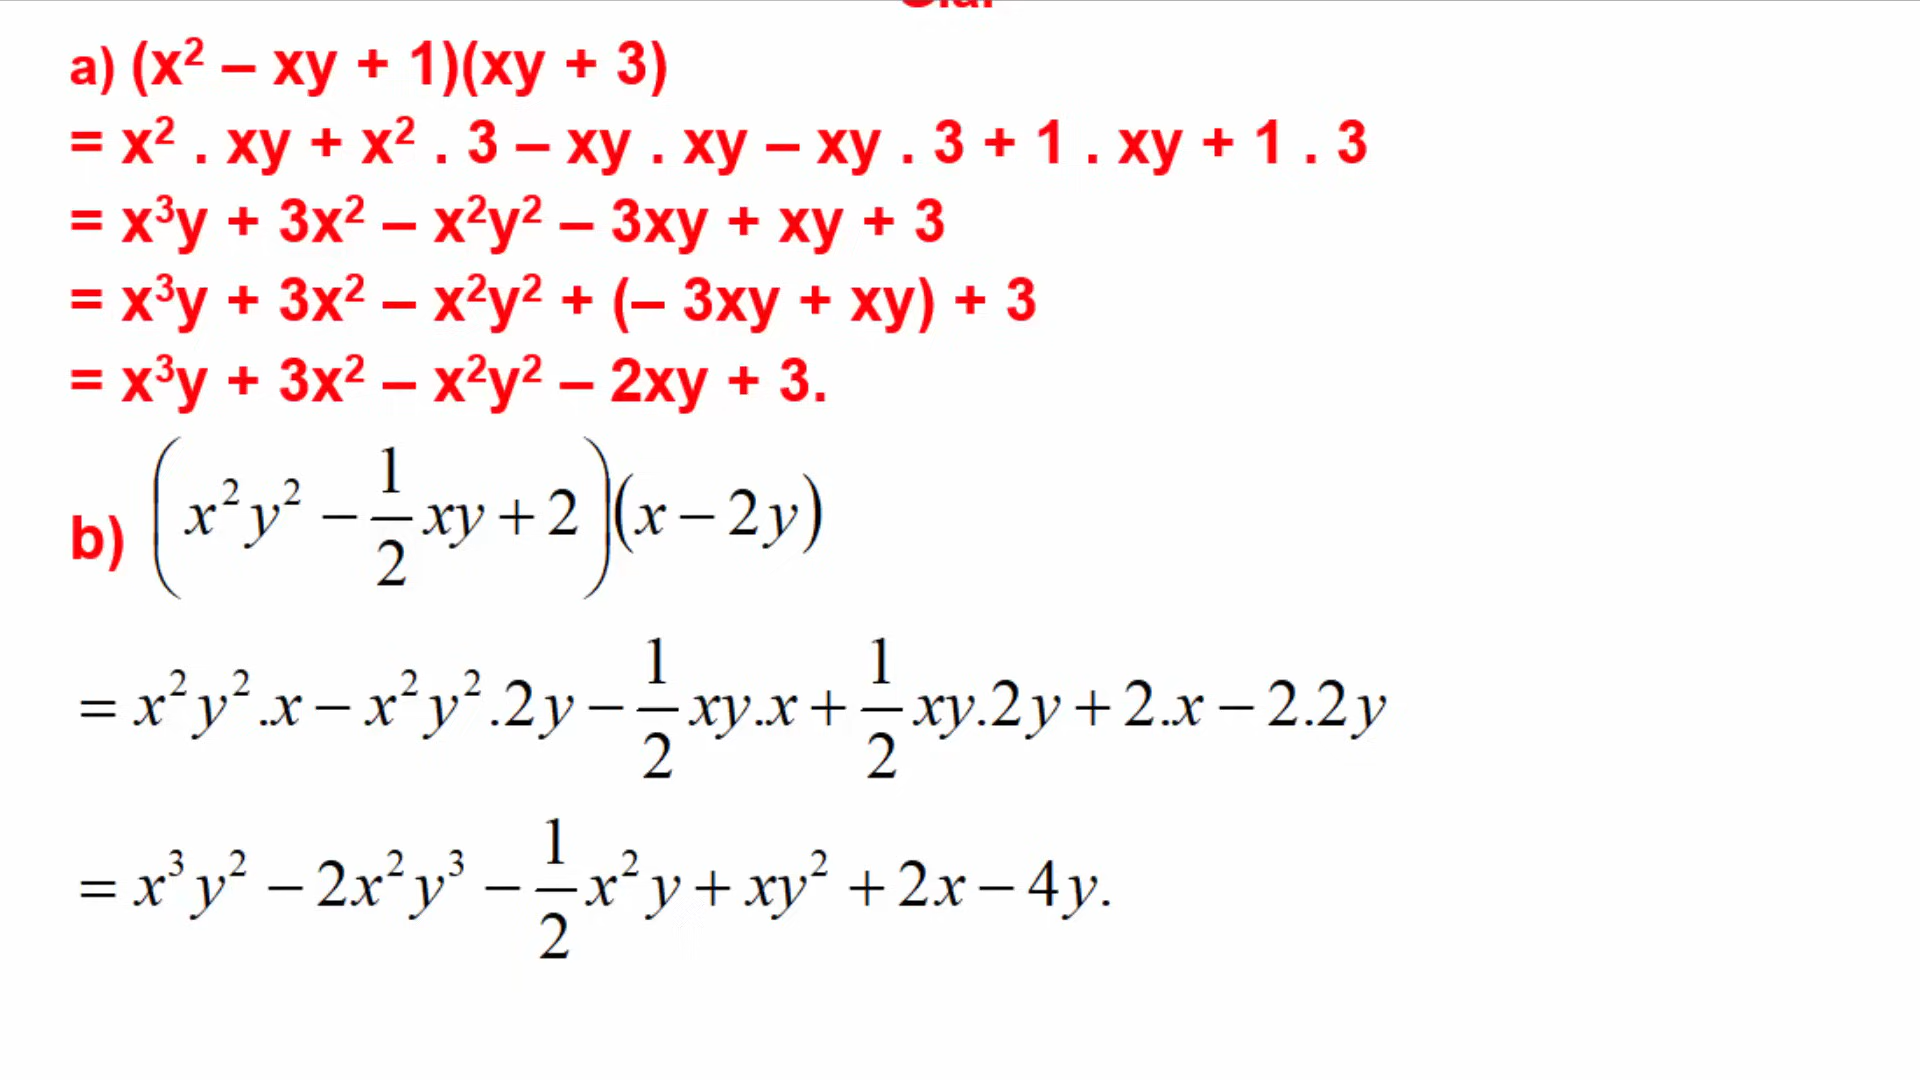 a) (x² – xy + 1)(xy + 3)
= x² . xy + x² . 3 – xy . xy – xy . 3 + 1 . xy + 1 . 3
= x³y + 3x² – x²y² – 3xy + xy + 3
= x³y + 3x² – x²y² + (– 3xy + xy) + 3
= x³y + 3x² – x²y² – 2xy + 3.
b) (x²y² – 1/2 xy + 2)(x – 2y)
= x²y².x – x²y².2y – 1/2 xy.x + 1/2 xy.2y + 2.x – 2.2y
= x³y² – 2x²y³ – 1/2 x²y + xy² + 2x – 4y.